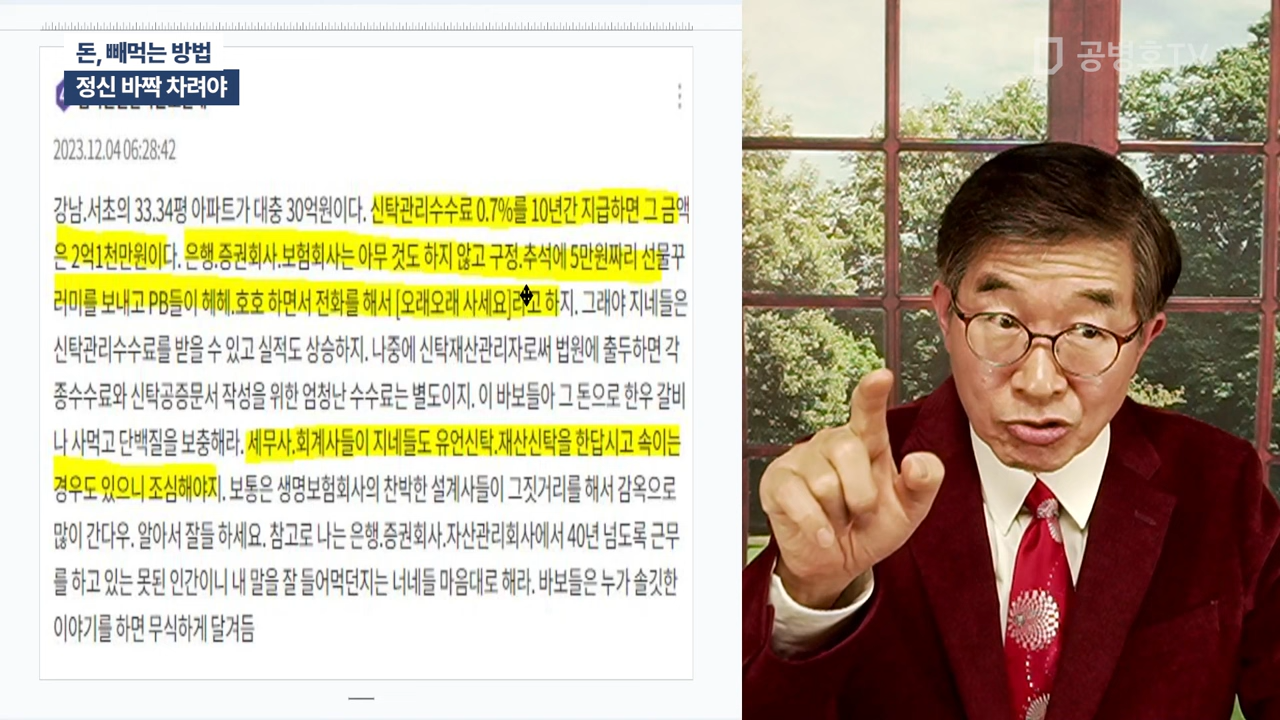 돈, 빼먹는 방법
정신 바짝 차려야
공병호TV
2023.12.04 06:28:42
강남.서초의 33.34평 아파트가 대충 30억원이다. 신탁관리수수료 0.7%를 10년간 지급하면 그 금액
은 2억1천만원이다. 은행.증권회사.보험회사는 아무 것도 하지 않고 구정.추석에 5만원짜리 선물꾸
러미를 보내고 PB들이 헤헤.호호 하면서 전화를 해서 [오래오래 사세요]라고 하지. 그래야 지네들은
신탁관리수수료를 받을 수 있고 실적도 상승하지. 나중에 신탁재산관리자로써 법원에 출두하면 각
종수수료와 신탁공증문서 작성을 위한 엄청난 수수료는 별도이지. 이 바보들아 그 돈으로 한우 갈비
나 사먹고 단백질을 보충해라. 세무사.회계사들이 지네들도 유언신탁.재산신탁을 한답시고 속이는
경우도 있으니 조심해야지. 보통은 생명보험회사의 찬박한 설계사들이 그짓거리를 해서 감옥으로
많이 간다우. 알아서 잘들 하세요. 참고로 나는 은행.증권회사.자산관리회사에서 40년 넘도록 근무
를 하고 있는 못된 인간이니 내 말을 잘 들어먹던지는 너네들 마음대로 해라. 바보들은 누가 솔깃한
이야기를 하면 무식하게 달겨듬